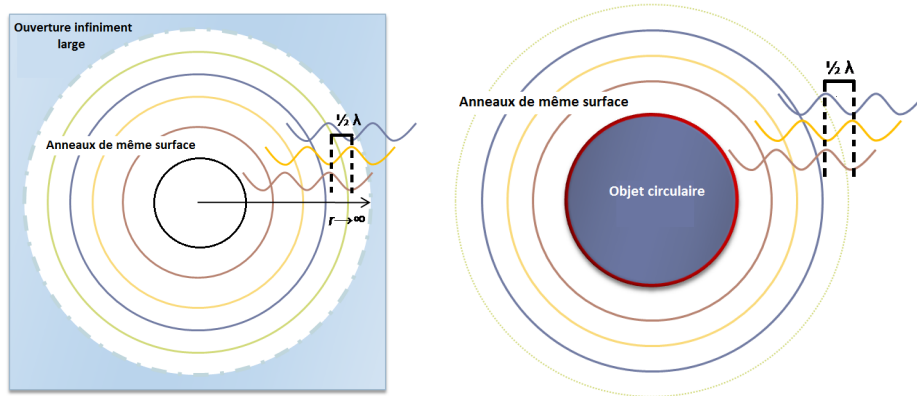 Ouverture infiniment
large
½ λ
Anneaux de même surface
r→∞
½ λ
Anneaux de même surface
Objet circulaire